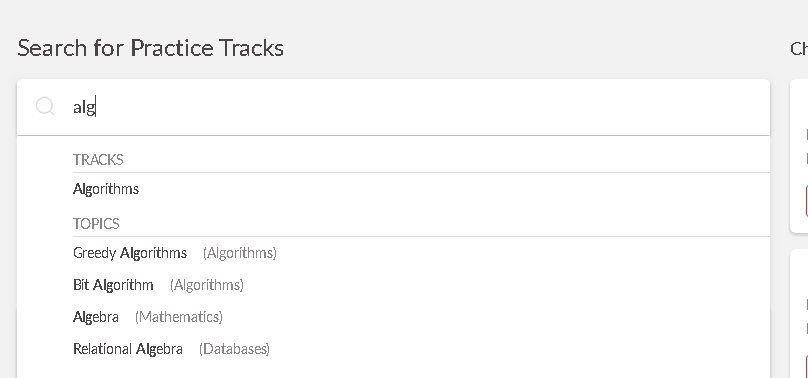 Search for Practice Tracks
Ch
alg
TRACKS
Algorithms
TOPICS
Greedy Algorithms (Algorithms)
Bit Algorithm (Algorithms)
Algebra (Mathematics)
Relational Algebra (Databases)